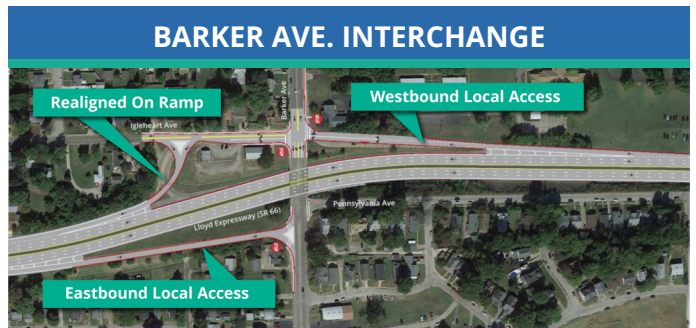 BARKER AVE. INTERCHANGE
Realigned On Ramp
Barker Ave
Westbound Local Access
Igleheart Ave
Pennsylvania Ave
Lloyd Expressway (SR 66)
Eastbound Local Access